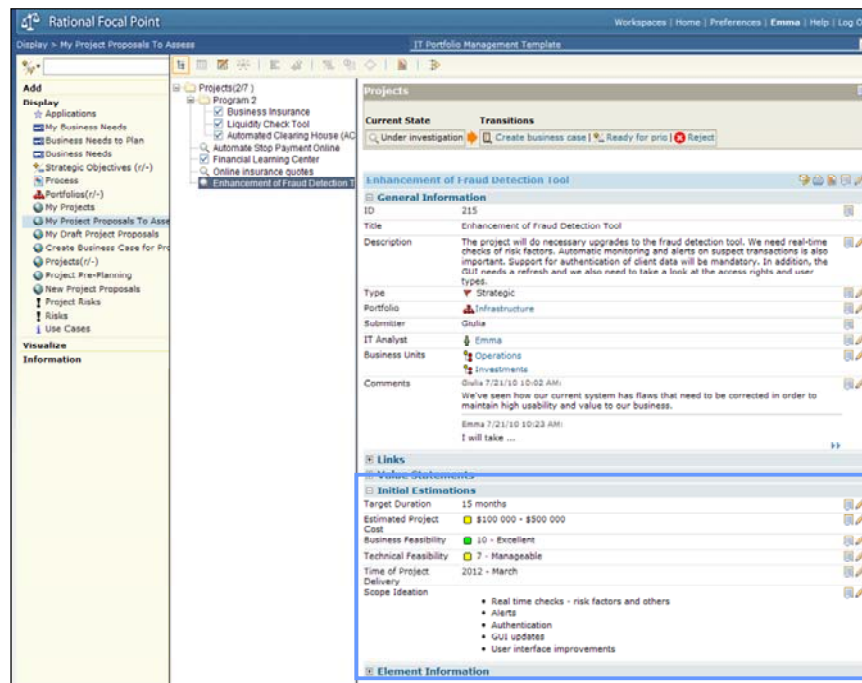 Rational Focal Point
Workspaces | Home | Preferences | Emma | Help | Log O
Display > My Project Proposals To Assess
IT Portfolio Management Template
Add
Display
Applications
My Business Needs
Business Needs to Plan
Business Needs
Strategic Objectives (r/-)
Process
Portfolios(r/-)
My Projects
My Project Proposals To Asse
My Draft Project Proposals
Create Business Case for Pro
Projects(r/-)
Project Pre-Planning
New Project Proposals
Project Risks
Risks
Use Cases
Visualize
Information
Projects(2/7 )
Program 2
Business Insurance
Liquidity Check Tool
Automated Clearing House (AC
Automate Stop Payment Online
Financial Learning Center
Online insurance quotes
Enhancement of Fraud Detection T
Projects
Current State Transitions
Under investigation Create business case | Ready for prio | Reject
Enhancement of Fraud Detection Tool
General Information
ID 215
Title Enhancement of Fraud Detection Tool
Description The project will do necessary upgrades to the fraud detection tool. We need real-time
checks of risk factors. Automatic monitoring and alerts on suspect transactions is also
important. Support for authentication of client data will be mandatory. In addition, the
GUI needs a refresh and we also need to take a look at the access rights and user
types.
Type Strategic
Portfolio Infrastructure
Submitter Giulia
IT Analyst Emma
Business Units Operations
Investments
Comments Giulia 7/21/10 10:02 AM:
We've seen how our current system has flaws that need to be corrected in order to
maintain high usability and value to our business.
Emma 7/21/10 10:23 AM:
I will take ...
Links
Value Statements
Initial Estimations
Target Duration 15 months
Estimated Project $100 000 - $500 000
Cost
Business Feasibility 10 - Excellent
Technical Feasibility 7 - Manageable
Time of Project 2012 - March
Delivery
Scope Ideation
• Real time checks - risk factors and others
• Alerts
• Authentication
• GUI updates
• User interface improvements
Element Information